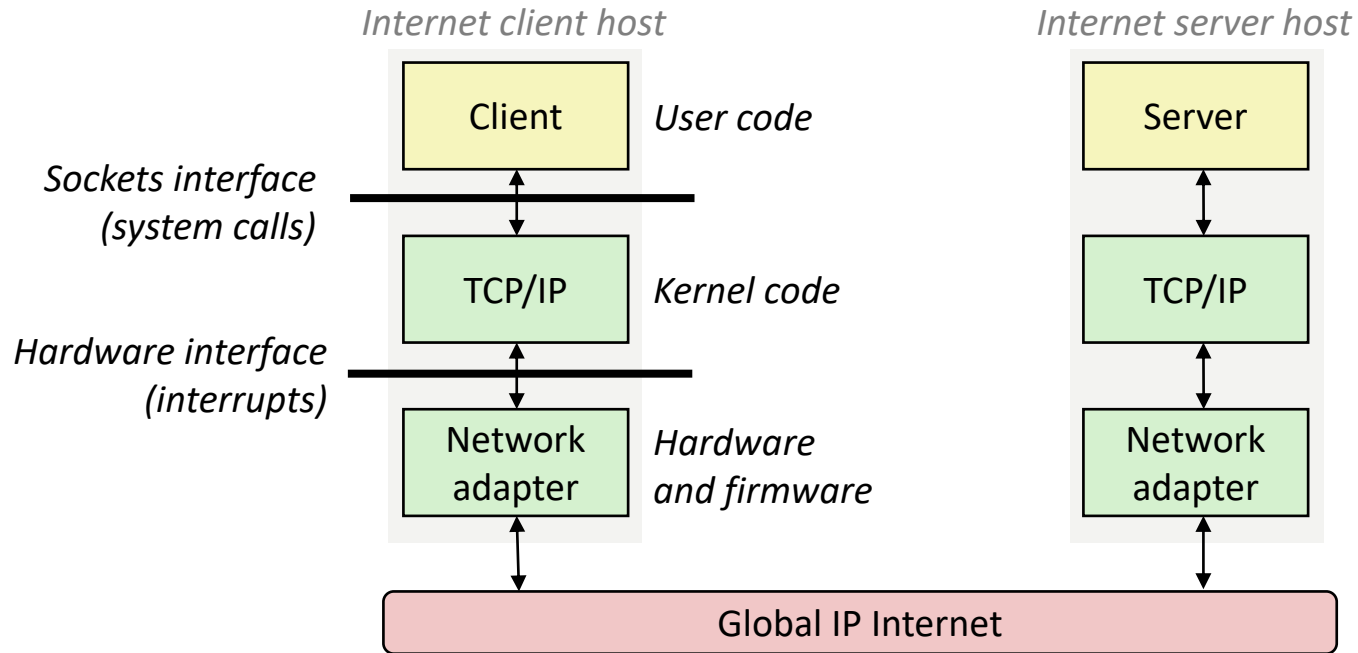 Internet client host
Internet server host
Client
User code
Server
Sockets interface
(system calls)
TCP/IP
Kernel code
TCP/IP
Hardware interface
(interrupts)
Network
adapter
Hardware
and firmware
Network
adapter
Global IP Internet